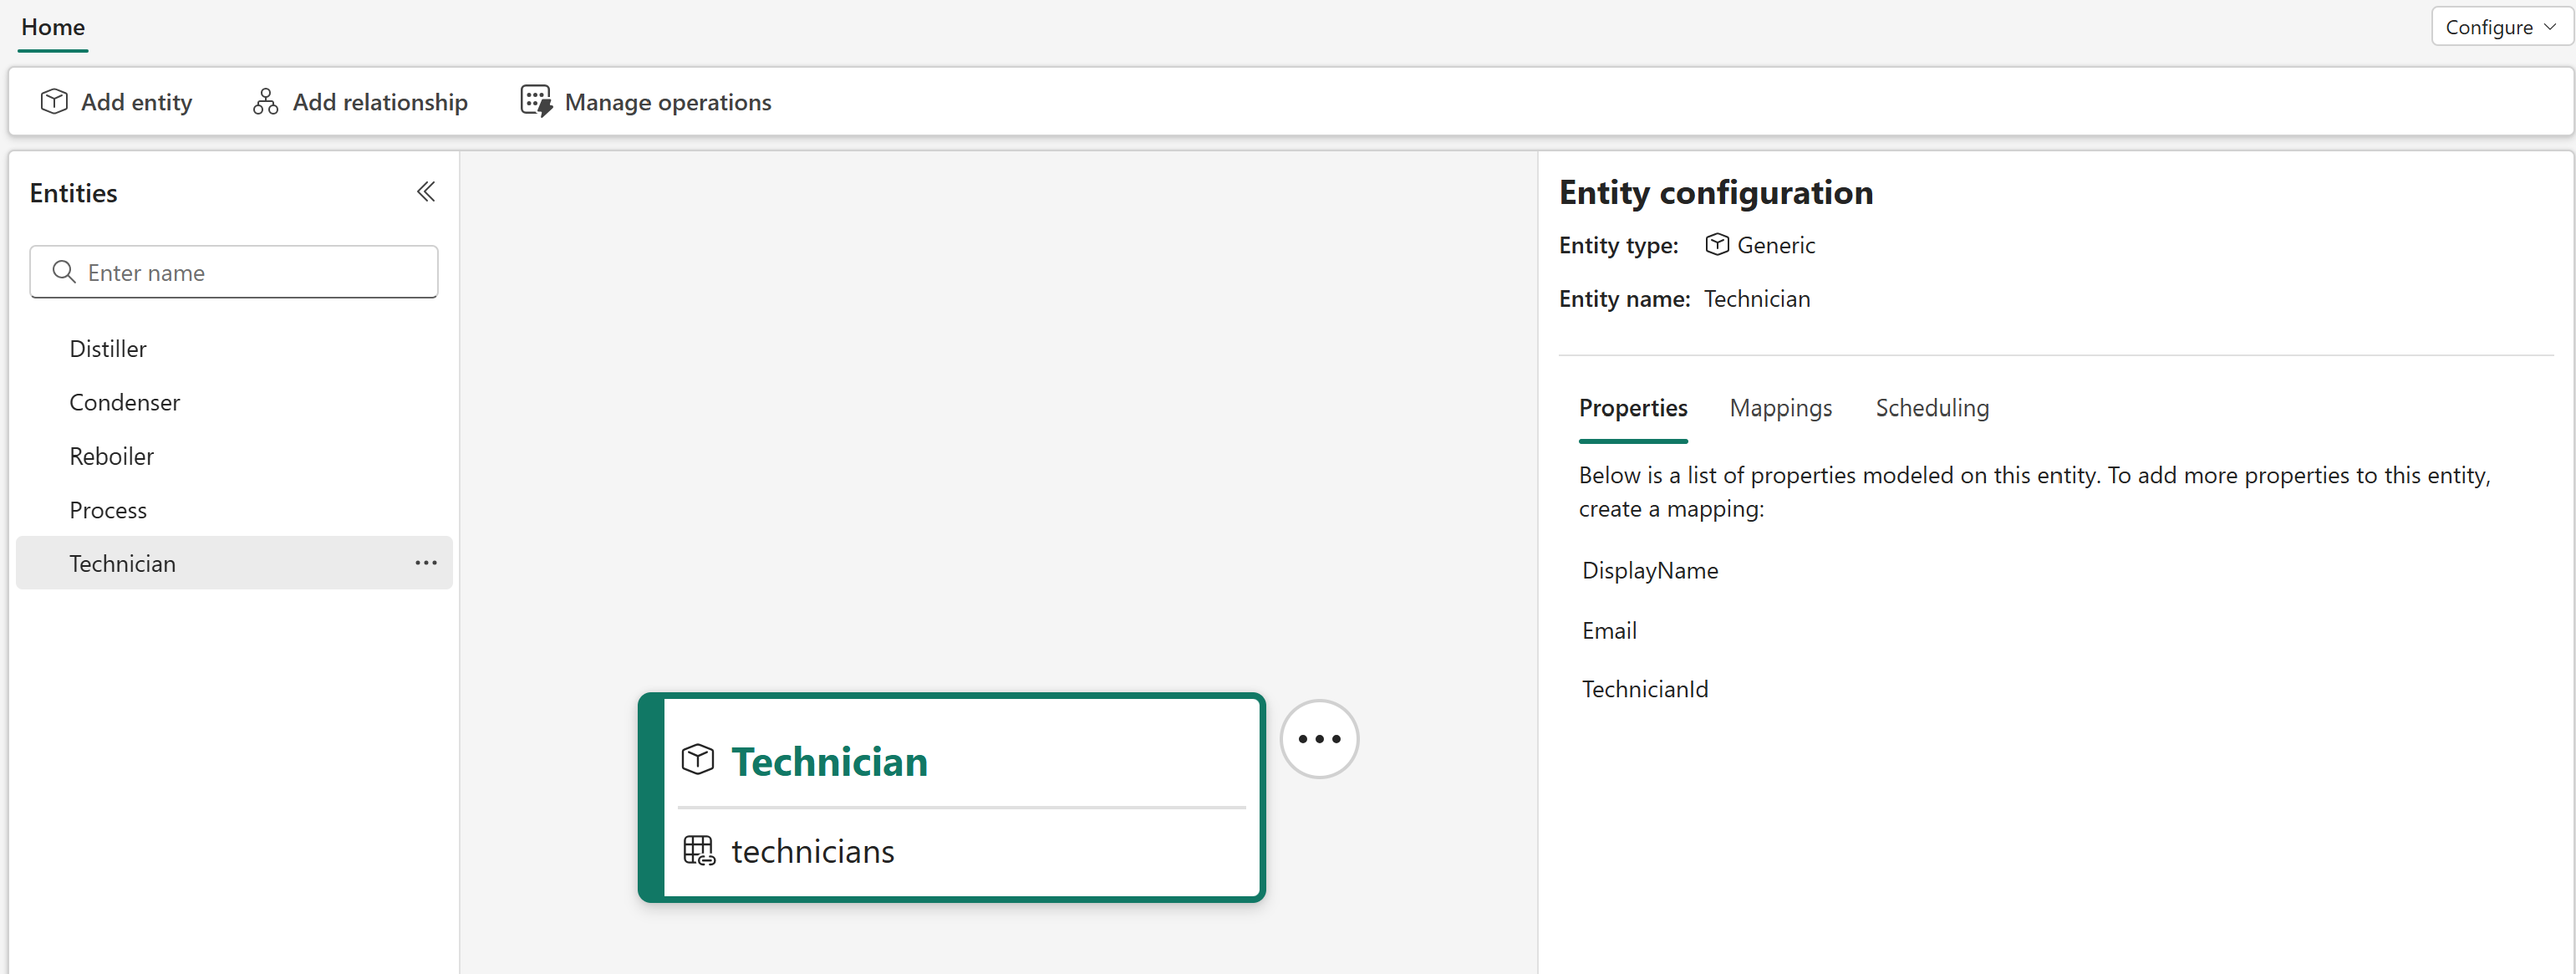 Home
Configure
Add entity
Add relationship
Manage operations
Entities
Enter name
Distiller
Condenser
Reboiler
Process
Technician
Technician
technicians
Entity configuration
Entity type: Generic
Entity name: Technician
Properties Mappings Scheduling
Below is a list of properties modeled on this entity. To add more properties to this entity,
create a mapping:
DisplayName
Email
TechnicianId